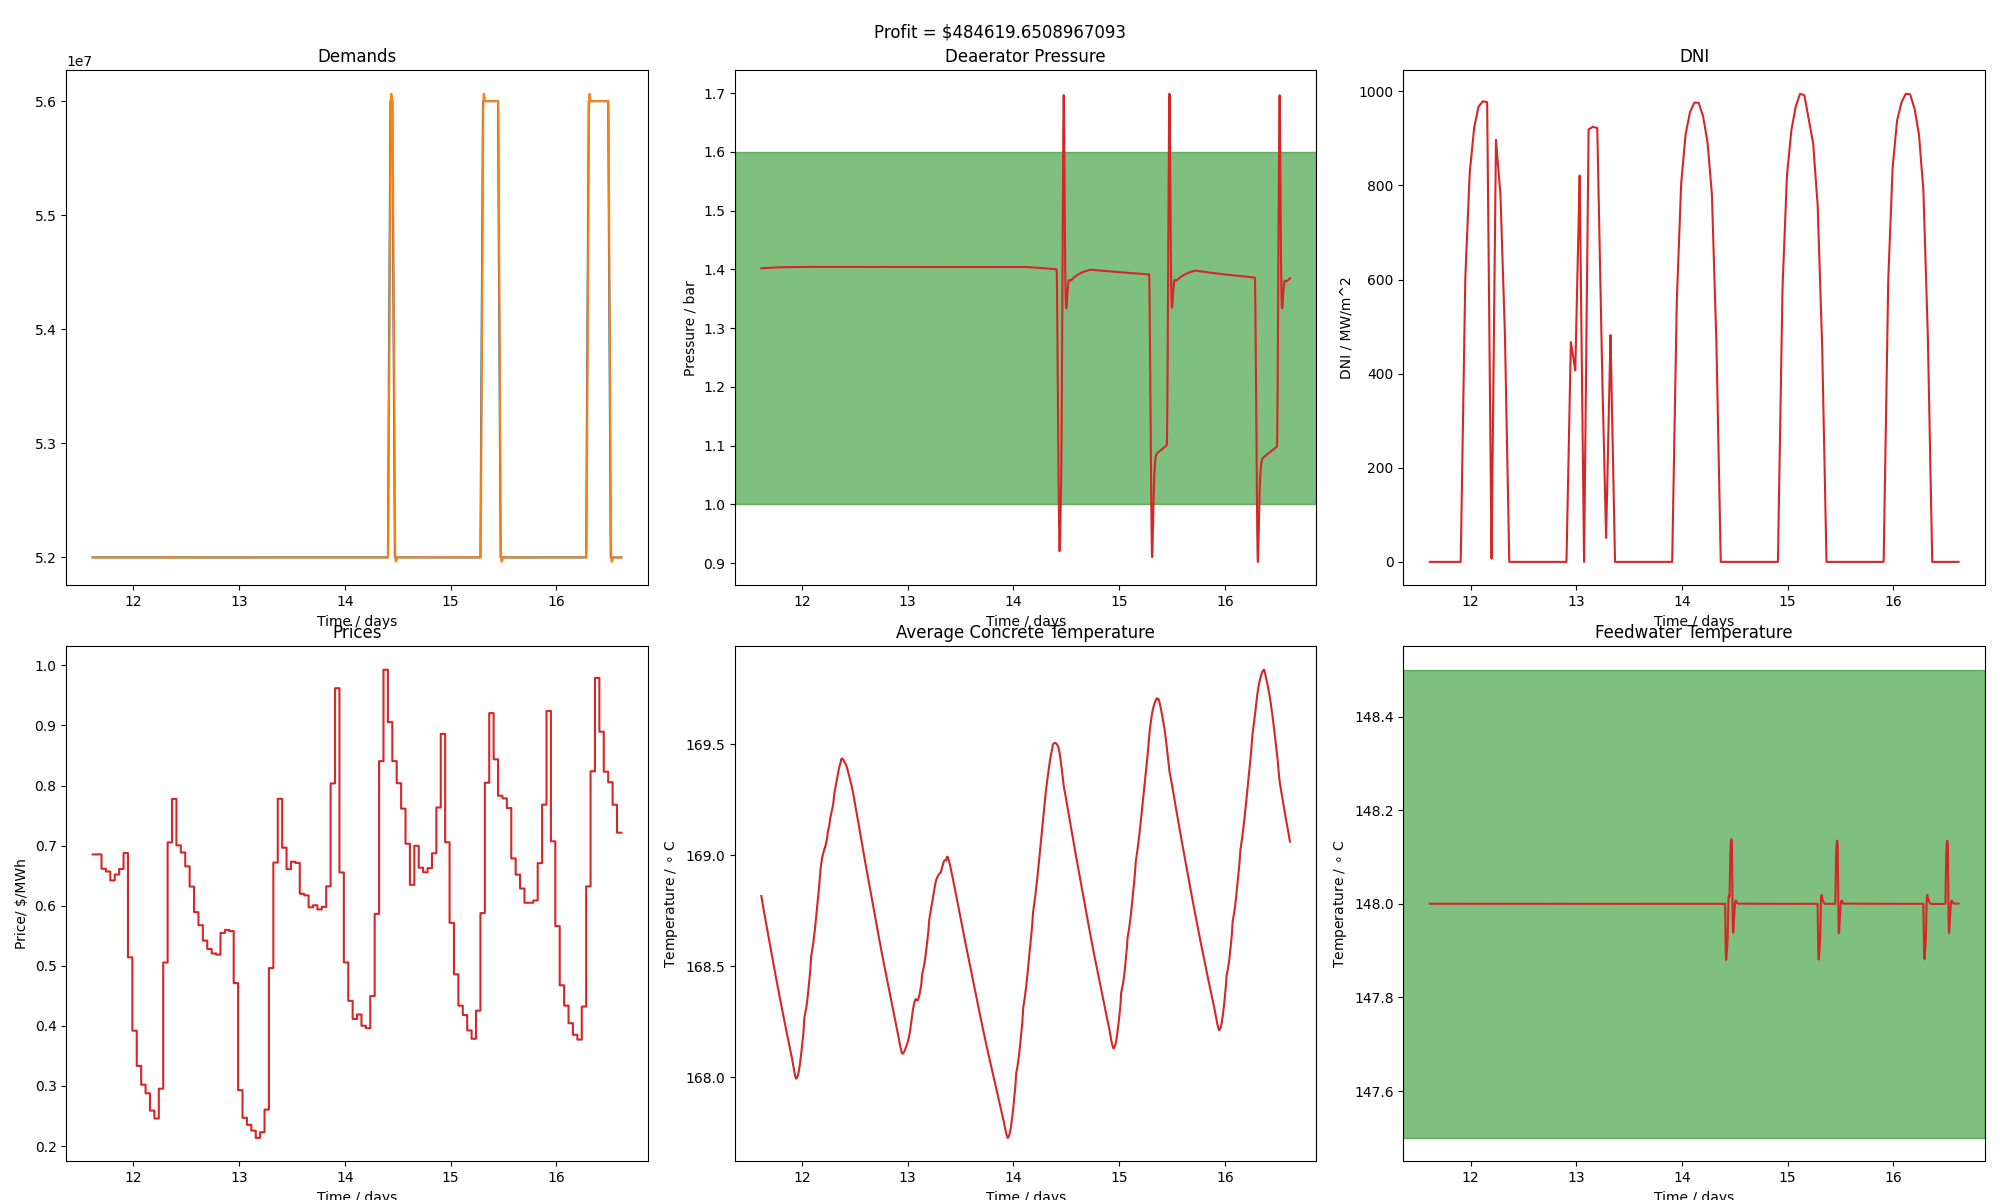 Profit = $484619.6508967093
Demands
1e7
5.6
5.5
5.4
5.3
5.2
12 13 14 15 16
Time / days
Deaerator Pressure
Pressure / bar
1.7
1.6
1.5
1.4
1.3
1.2
1.1
1.0
0.9
12 13 14 15 16
Time / days
DNI
DNI / MW/m^2
1000
800
600
400
200
0
12 13 14 15 16
Time / days
Prices
Price/ $/MWh
1.0
0.9
0.8
0.7
0.6
0.5
0.4
0.3
0.2
12 13 14 15 16
Time / days
Average Concrete Temperature
Temperature / ∘ C
169.5
169.0
168.5
168.0
12 13 14 15 16
Time / days
Feedwater Temperature
Temperature / ∘ C
148.4
148.2
148.0
147.8
147.6
12 13 14 15 16
Time / days